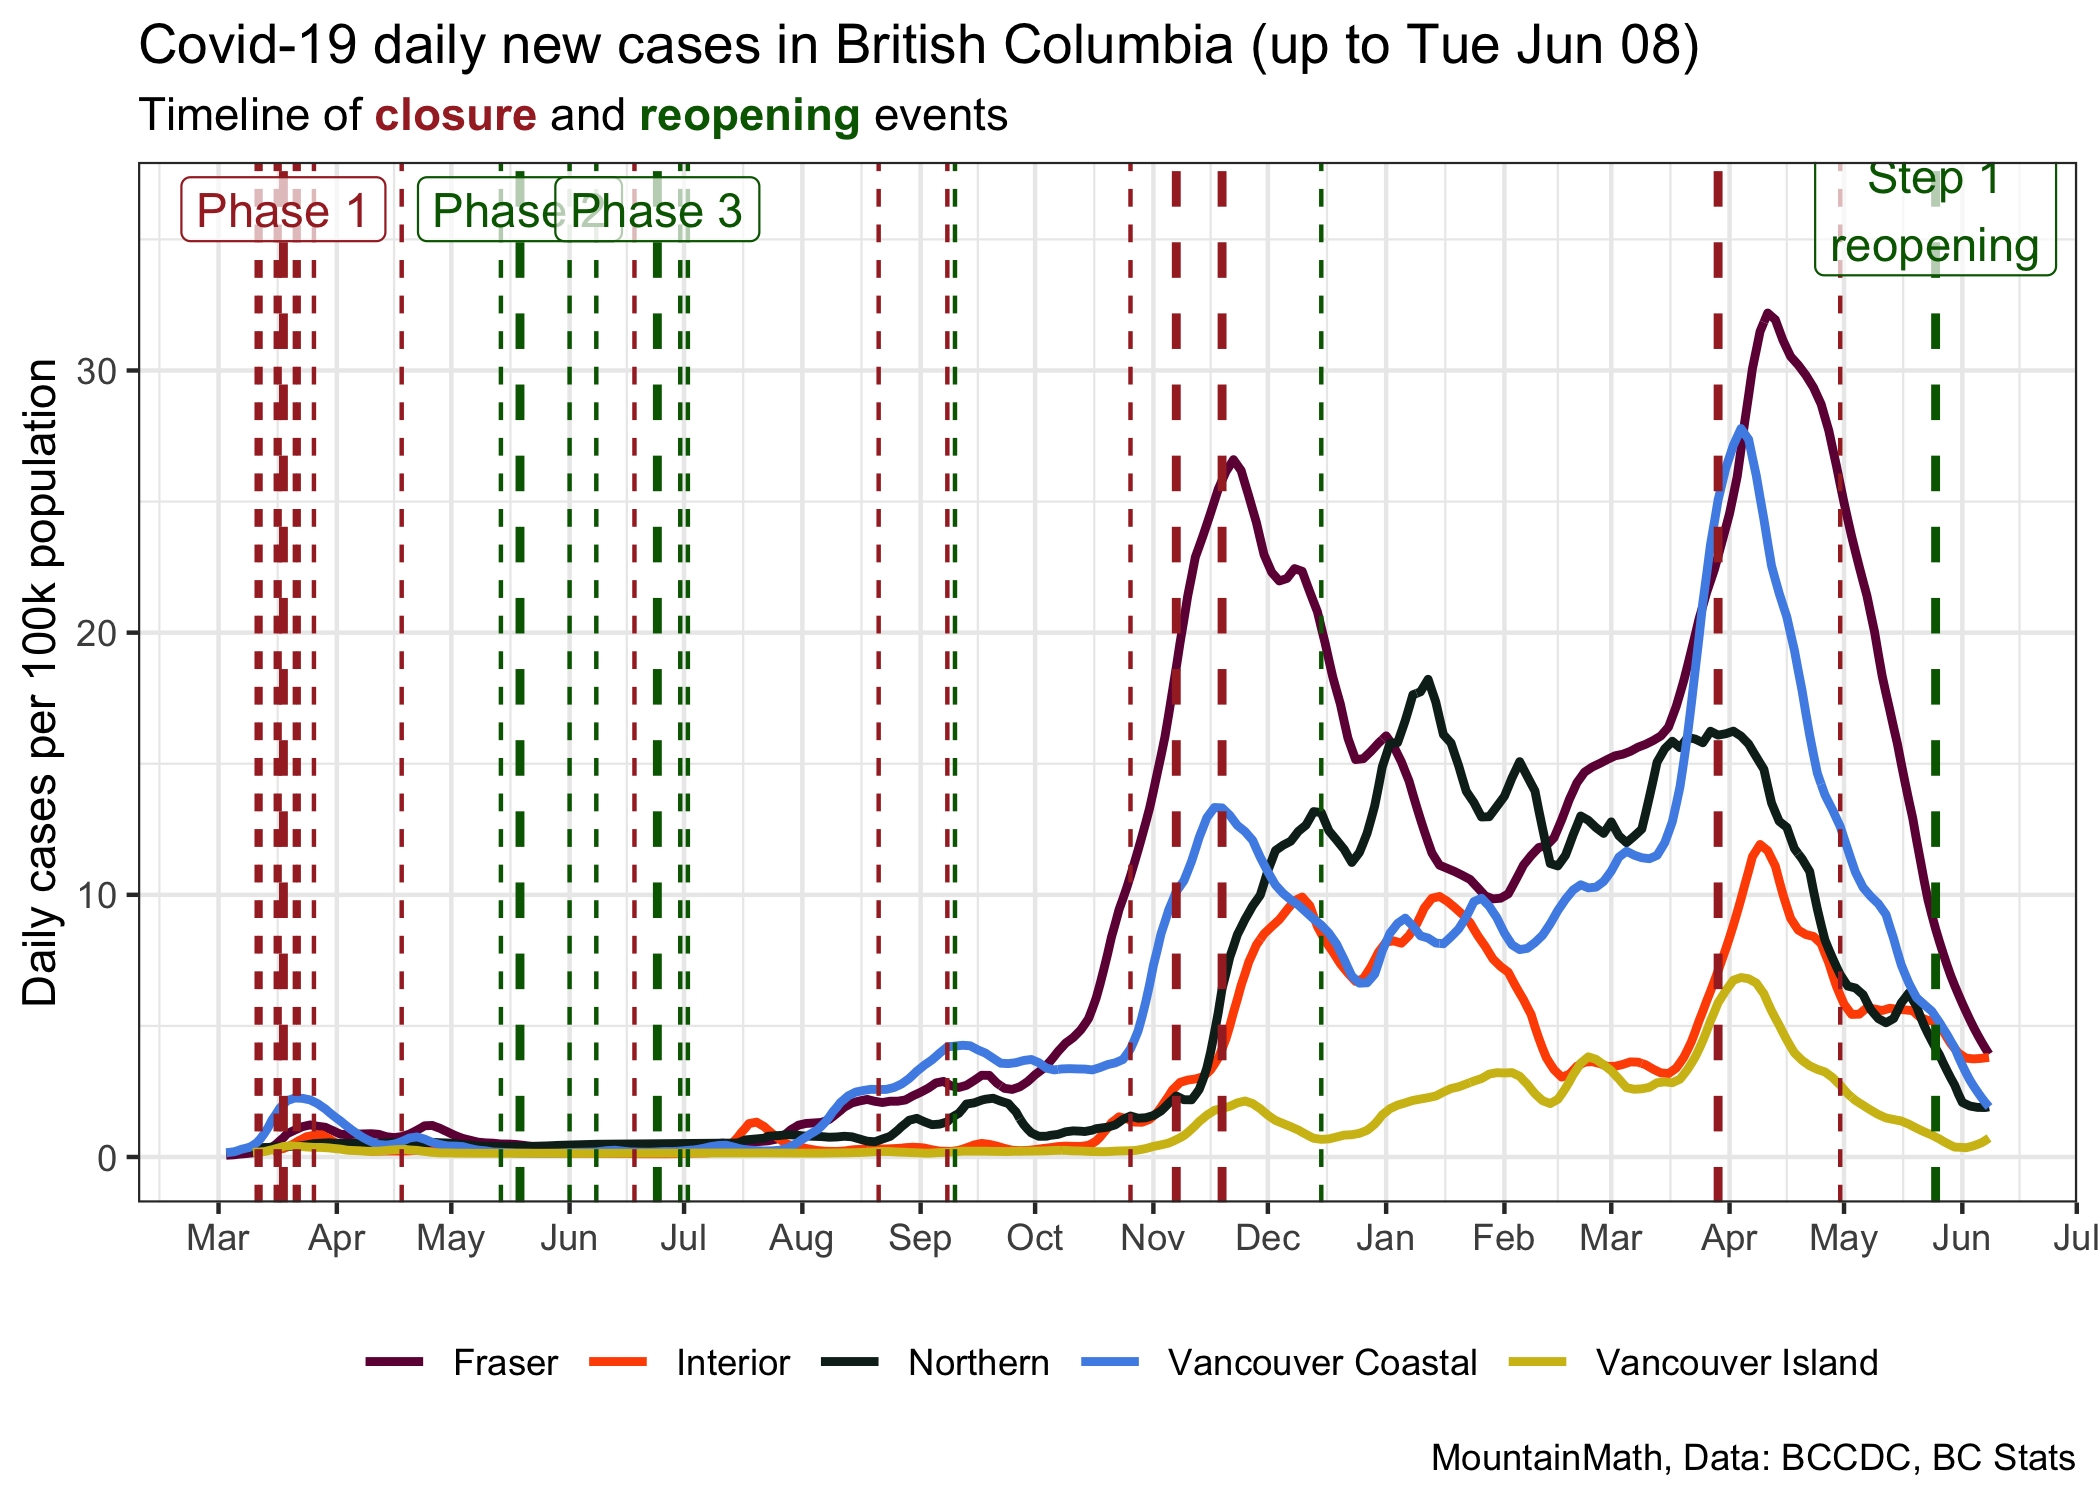 Covid-19 daily new cases in British Columbia (up to Tue Jun 08)
Timeline of closure and reopening events
Phase 1
Phase 2
Phase 3
Step 1
reopening
Daily cases per 100k population
30
20
10
0
Mar Apr May Jun Jul Aug Sep Oct Nov Dec Jan Feb Mar Apr May Jun Jul
Fraser Interior Northern Vancouver Coastal Vancouver Island
MountainMath, Data: BCCDC, BC Stats